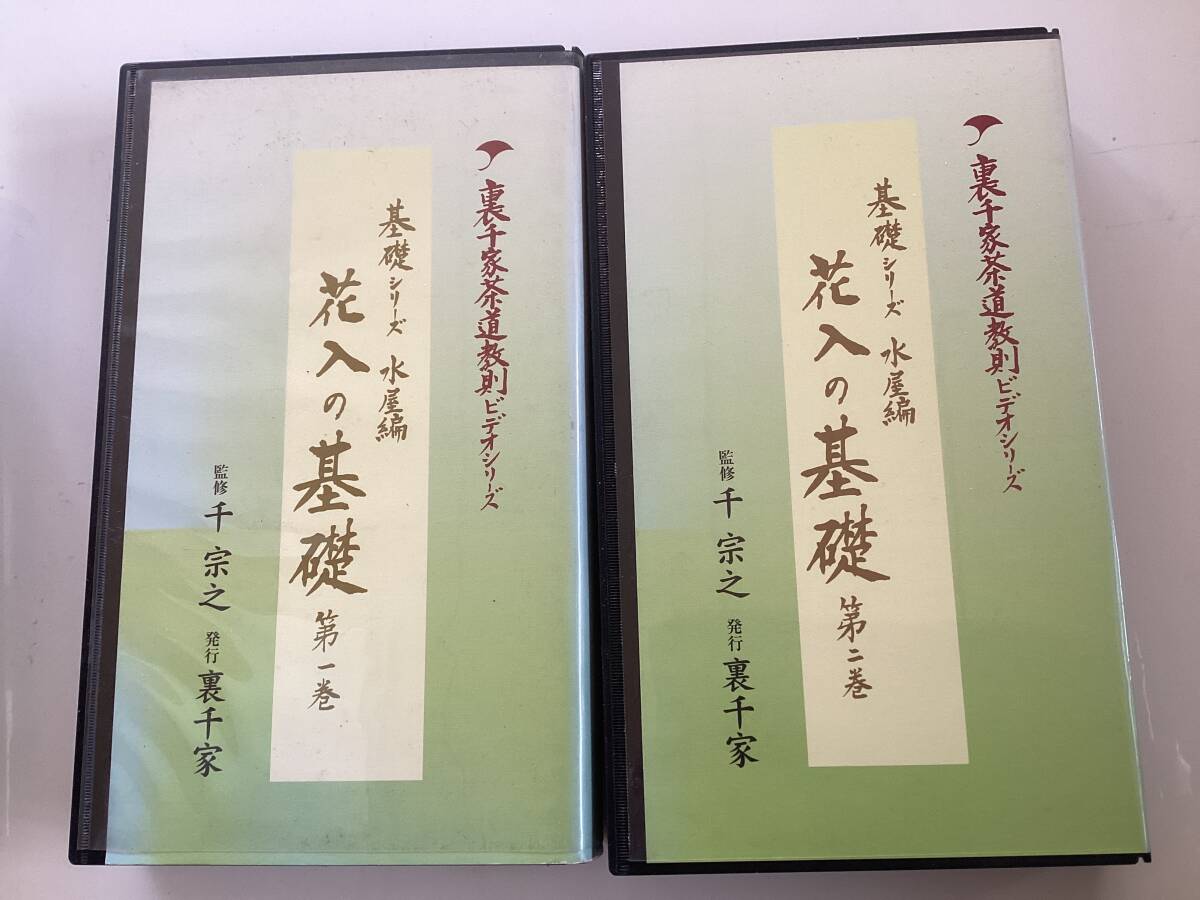 裏千家茶道教則ビデオシリーズ
基礎シリーズ 水屋編
花入の基礎 第一巻
監修 千 宗之 発行 裏千家
裏千家茶道教則ビデオシリーズ
基礎シリーズ 水屋編
花入の基礎 第二巻
監修 千 宗之 発行 裏千家